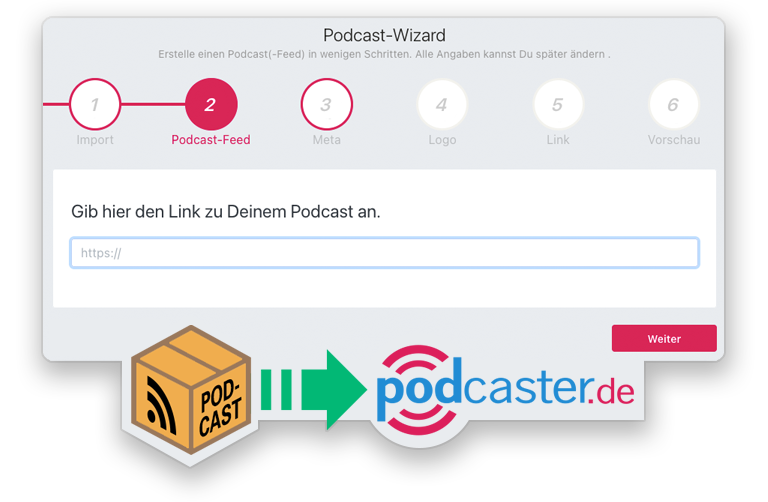 Podcast-Wizard
Erstelle einen Podcast(-Feed) in wenigen Schritten. Alle Angaben kannst Du später ändern .
1 2 3 4 5 6
Import Podcast-Feed Meta Logo Link Vorschau
Gib hier den Link zu Deinem Podcast an.
https://
Weiter
POD-
CAST
podcaster.de